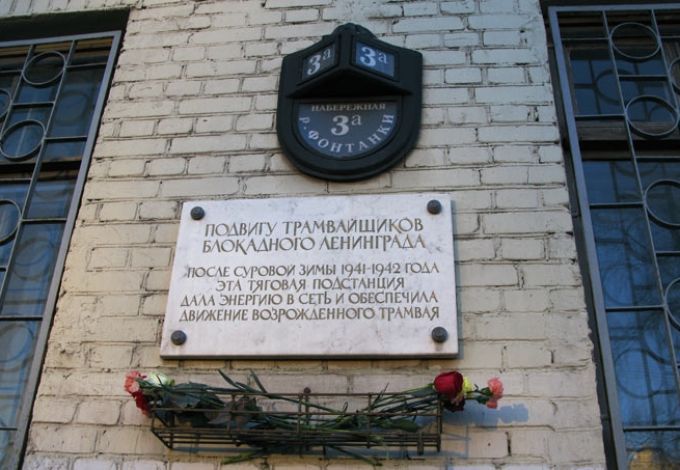 3а 3а
НАБЕРЕЖНАЯ
3а
Р. ФОНТАНКИ
ПОДВИГУ ТРАМВАЙЩИКОВ
БЛОКАДНОГО ЛЕНИНГРАДА
ПОСЛЕ СУРОВОЙ ЗИМЫ 1941-1942 ГОДА
ЭТА ТЯГОВАЯ ПОДСТАНЦИЯ
ДАЛА ЭНЕРГИЮ В СЕТЬ И ОБЕСПЕЧИЛА
ДВИЖЕНИЕ ВОЗРОЖДЕННОГО ТРАМВАЯ